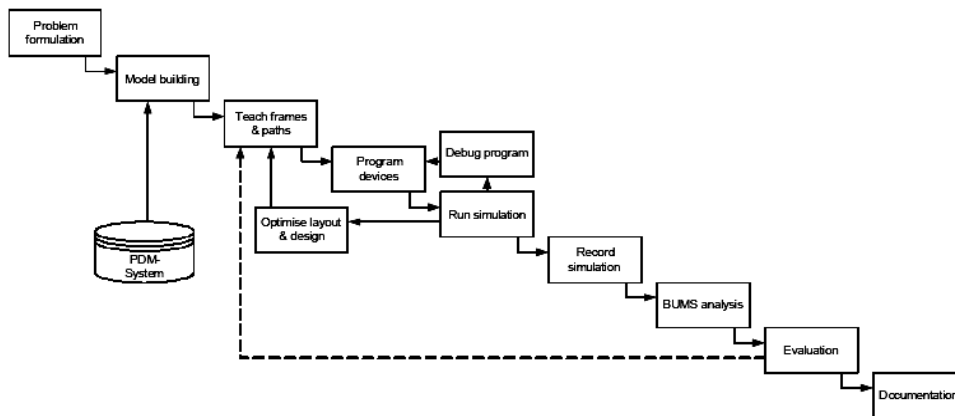 Problem
formulation
Model building
Teach frames
& paths
Debug program
Program
devices
Run simulation
Optimise layout
& design
PDM-
System
Record
simulation
BUMS analysis
Evaluation
Documentation